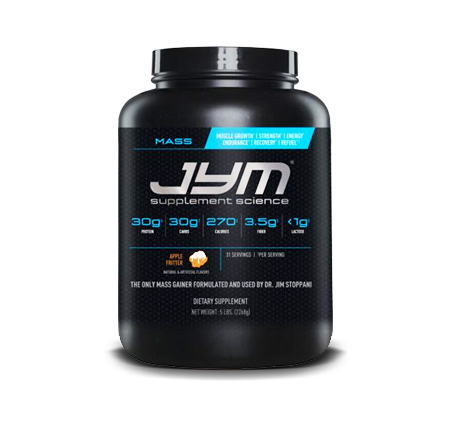 MASS
MUSCLE GROWTH* | STRENGTH* | ENERGY*
ENDURANCE* | RECOVERY* | REFUEL*
JYM®
supplement science
30g† 30g† 270† 3.5g† <1g†
PROTEIN CARBS CALORIES FIBER LACTOSE
APPLE
FRITTER
NATURAL & ARTIFICIAL FLAVORS
31 SERVINGS | †PER SERVING
THE ONLY MASS GAINER FORMULATED AND USED BY DR. JIM STOPPANI
DIETARY SUPPLEMENT
NET WEIGHT: 5 LBS. (2268g)